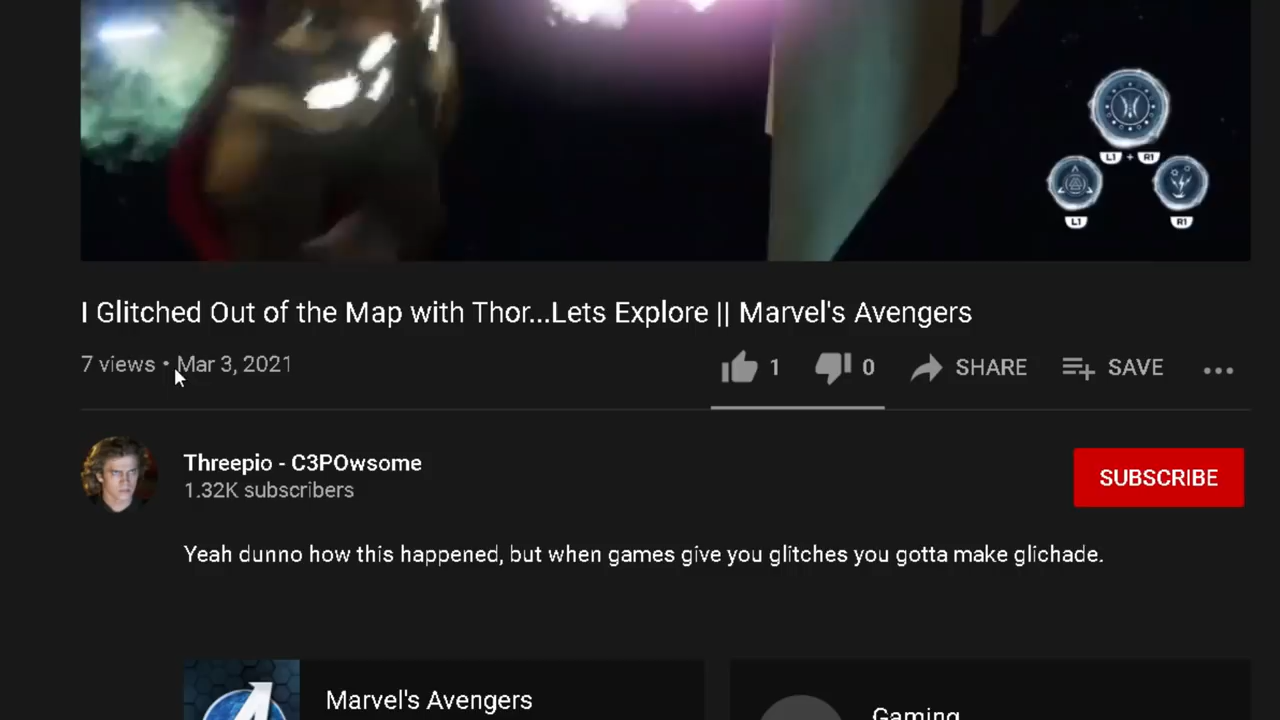 L1 + R1
L1 R1
I Glitched Out of the Map with Thor...Lets Explore || Marvel's Avengers
7 views • Mar 3, 2021 1 0 SHARE SAVE ...
Threepio - C3POwsome
1.32K subscribers
SUBSCRIBE
Yeah dunno how this happened, but when games give you glitches you gotta make glichade.
Marvel's Avengers
Gaming